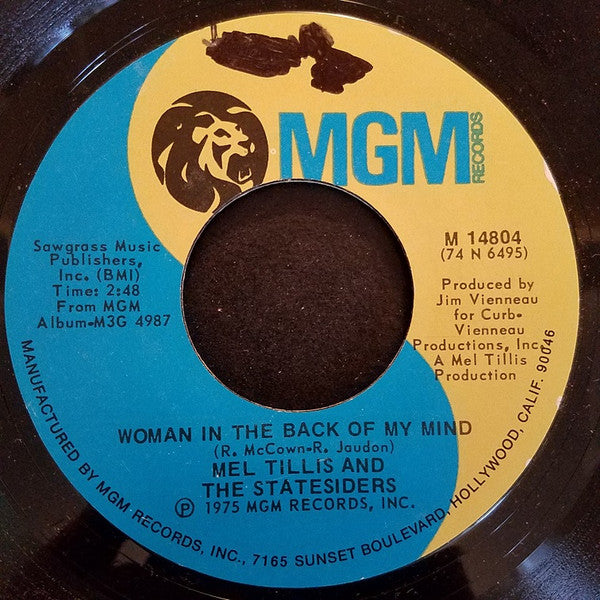 MGM
RECORDS
M 14804
(74 N 6495)
Sawgrass Music
Publishers,
Inc. (BMI)
Time: 2:48
From MGM
Album-M3G 4987
Produced by
Jim Vienneau
for Curb-
Vienneau
Productions, Inc.
A Mel Tillis
Production
WOMAN IN THE BACK OF MY MIND
(R. McCown-R. Jaudon)
MEL TILLIS AND
THE STATESIDERS
Ⓟ 1975 MGM RECORDS, INC.
MANUFACTURED BY MGM RECORDS, INC., 7165 SUNSET BOULEVARD, HOLLYWOOD, CALIF. 90046